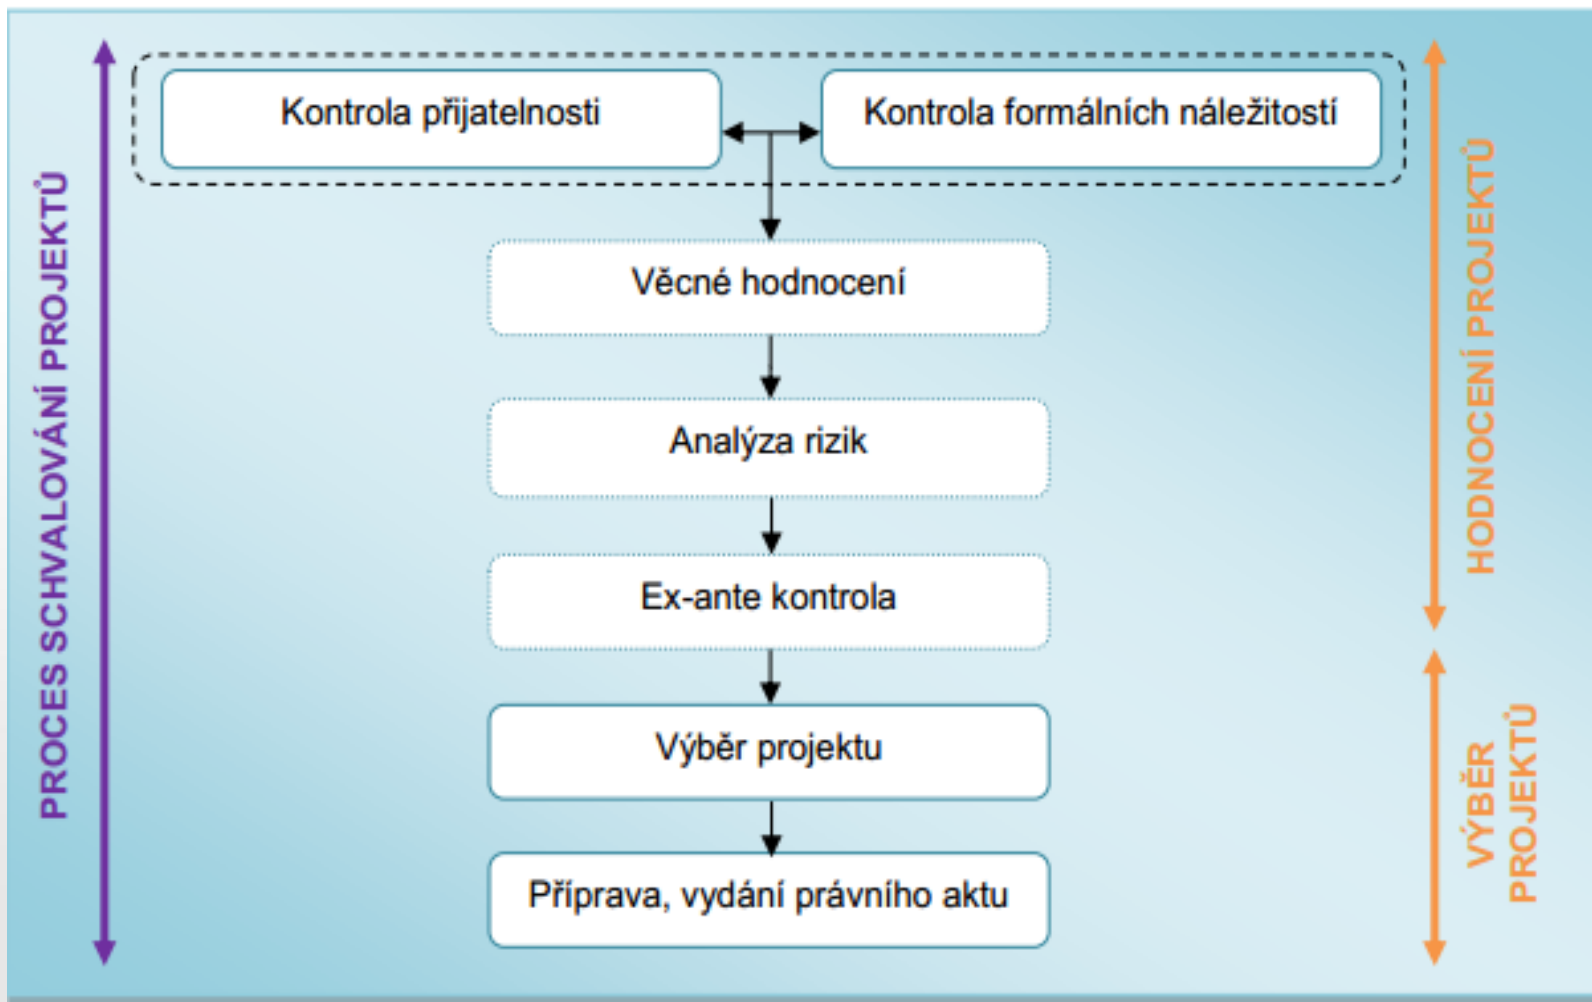 Kontrola přijatelnosti
Kontrola formálních náležitostí
Věcné hodnocení
Analýza rizik
Ex-ante kontrola
Výběr projektu
Příprava, vydání právního aktu
PROCES SCHVALOVÁNÍ PROJEKTŮ
HODNOCENÍ PROJEKTŮ
VÝBĚR
PROJEKTŮ